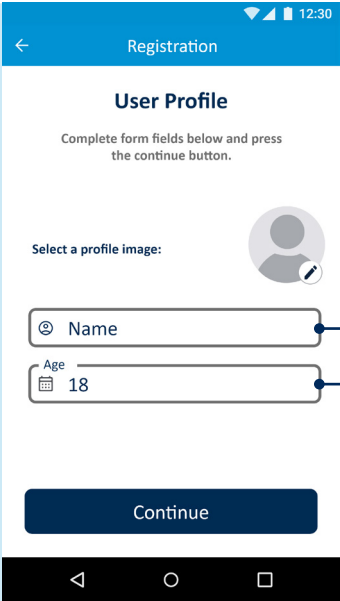 12:30
Registration
User Profile
Complete form fields below and press
the continue button.
Select a profile image:
Name
Age
18
Continue